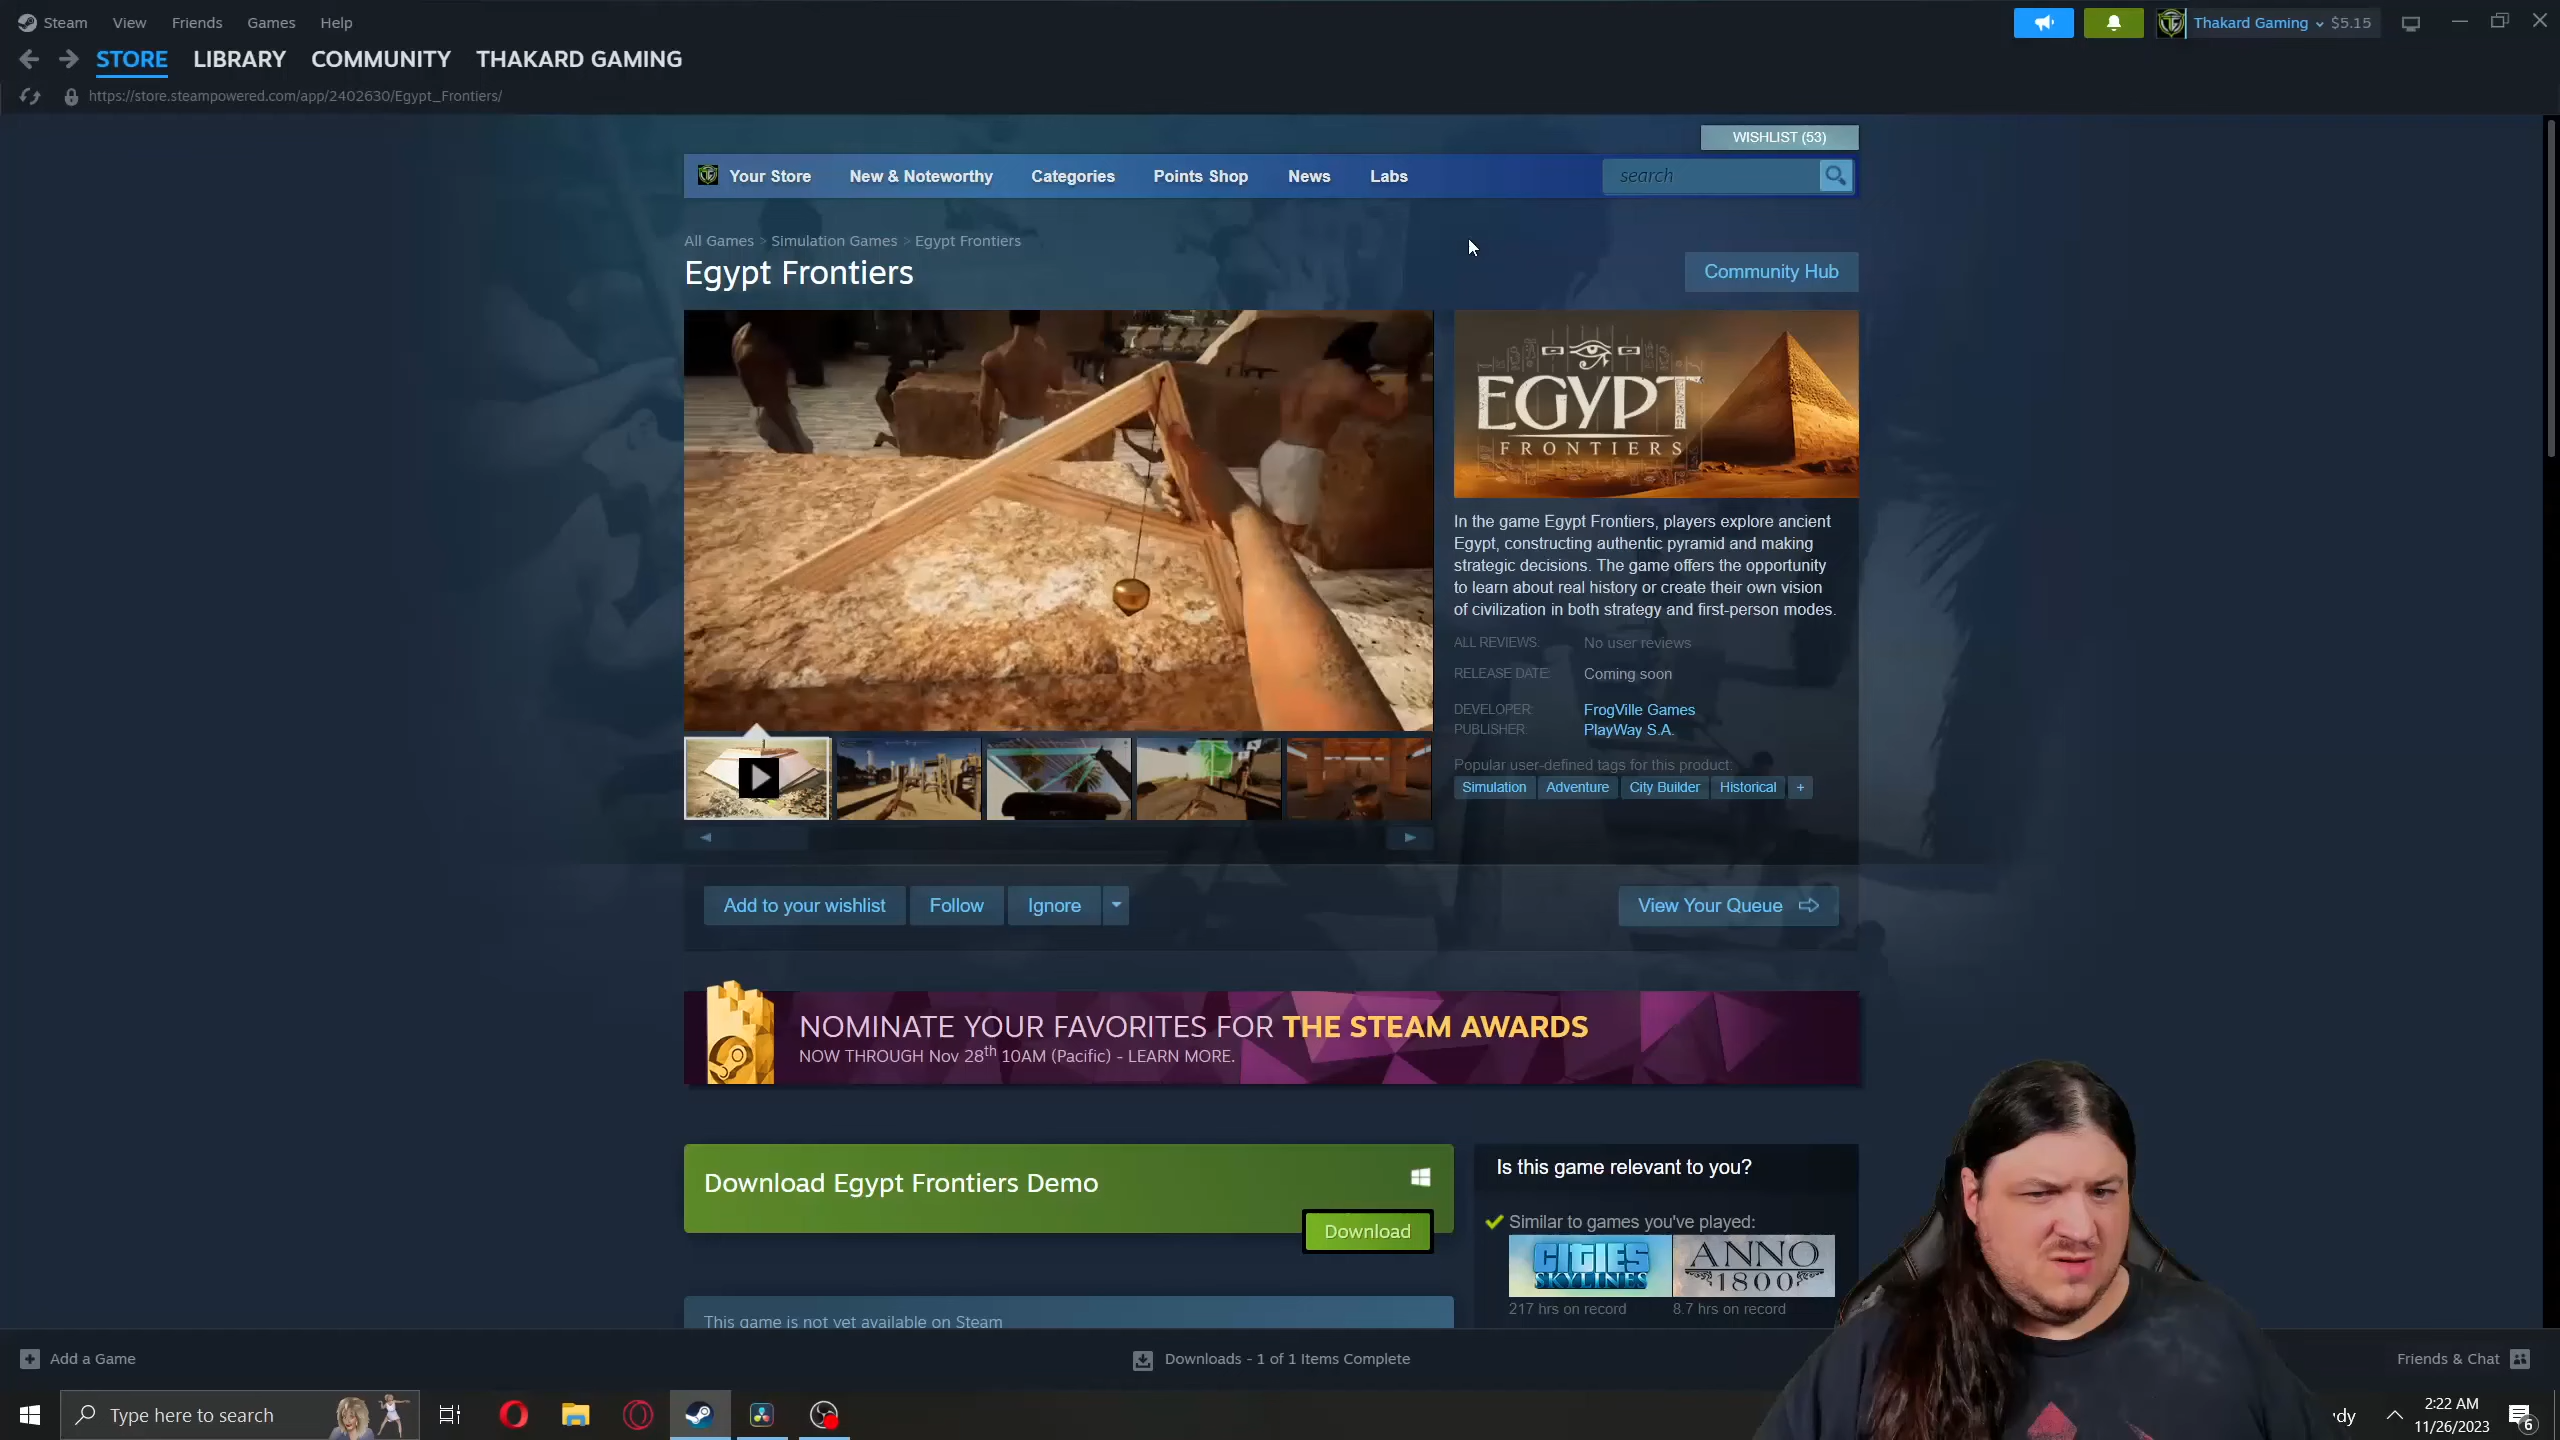 Steam View Friends Games Help
Thakard Gaming $5.15
STORE LIBRARY COMMUNITY THAKARD GAMING
https://store.steampowered.com/app/2402630/Egypt_Frontiers/
WISHLIST (53)
Your Store New & Noteworthy Categories Points Shop News Labs search
All Games > Simulation Games > Egypt Frontiers
Egypt Frontiers
Community Hub
EGYPT
FRONTIERS
In the game Egypt Frontiers, players explore ancient
Egypt, constructing authentic pyramid and making
strategic decisions. The game offers the opportunity
to learn about real history or create their own vision
of civilization in both strategy and first-person modes.
ALL REVIEWS: No user reviews
RELEASE DATE: Coming soon
DEVELOPER: FrogVille Games
PUBLISHER: PlayWay S.A.
Popular user-defined tags for this product:
Simulation Adventure City Builder Historical +
Add to your wishlist Follow Ignore View Your Queue
NOMINATE YOUR FAVORITES FOR THE STEAM AWARDS
NOW THROUGH Nov 28th 10AM (Pacific) - LEARN MORE.
Download Egypt Frontiers Demo
Download
Is this game relevant to you?
Similar to games you've played:
CITIES
SKYLINES
ANNO
1800
217 hrs on record 8.7 hrs on record
This game is not yet available on Steam
Add a Game Downloads - 1 of 1 Items Complete Friends & Chat
Type here to search
'dy
2:22 AM
11/26/2023
6